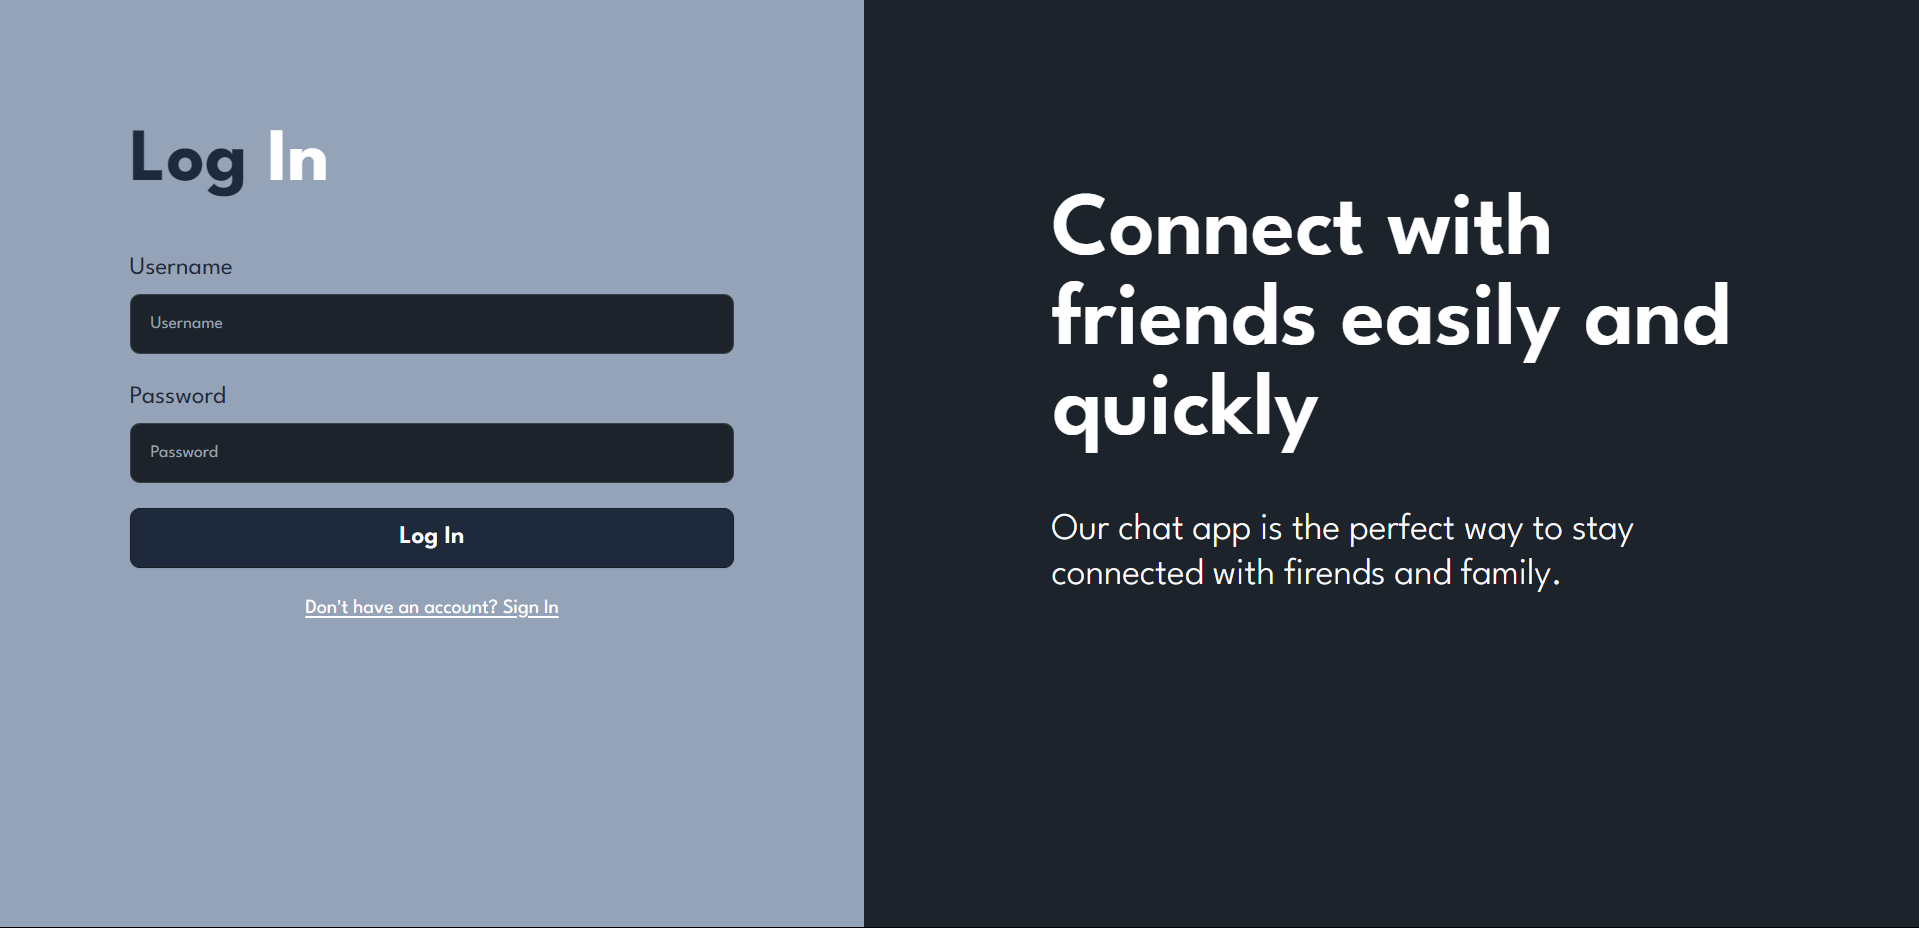 Log In
Username
Username
Password
Password
Log In
Don't have an account? Sign In
Connect with
friends easily and
quickly
Our chat app is the perfect way to stay
connected with firends and family.